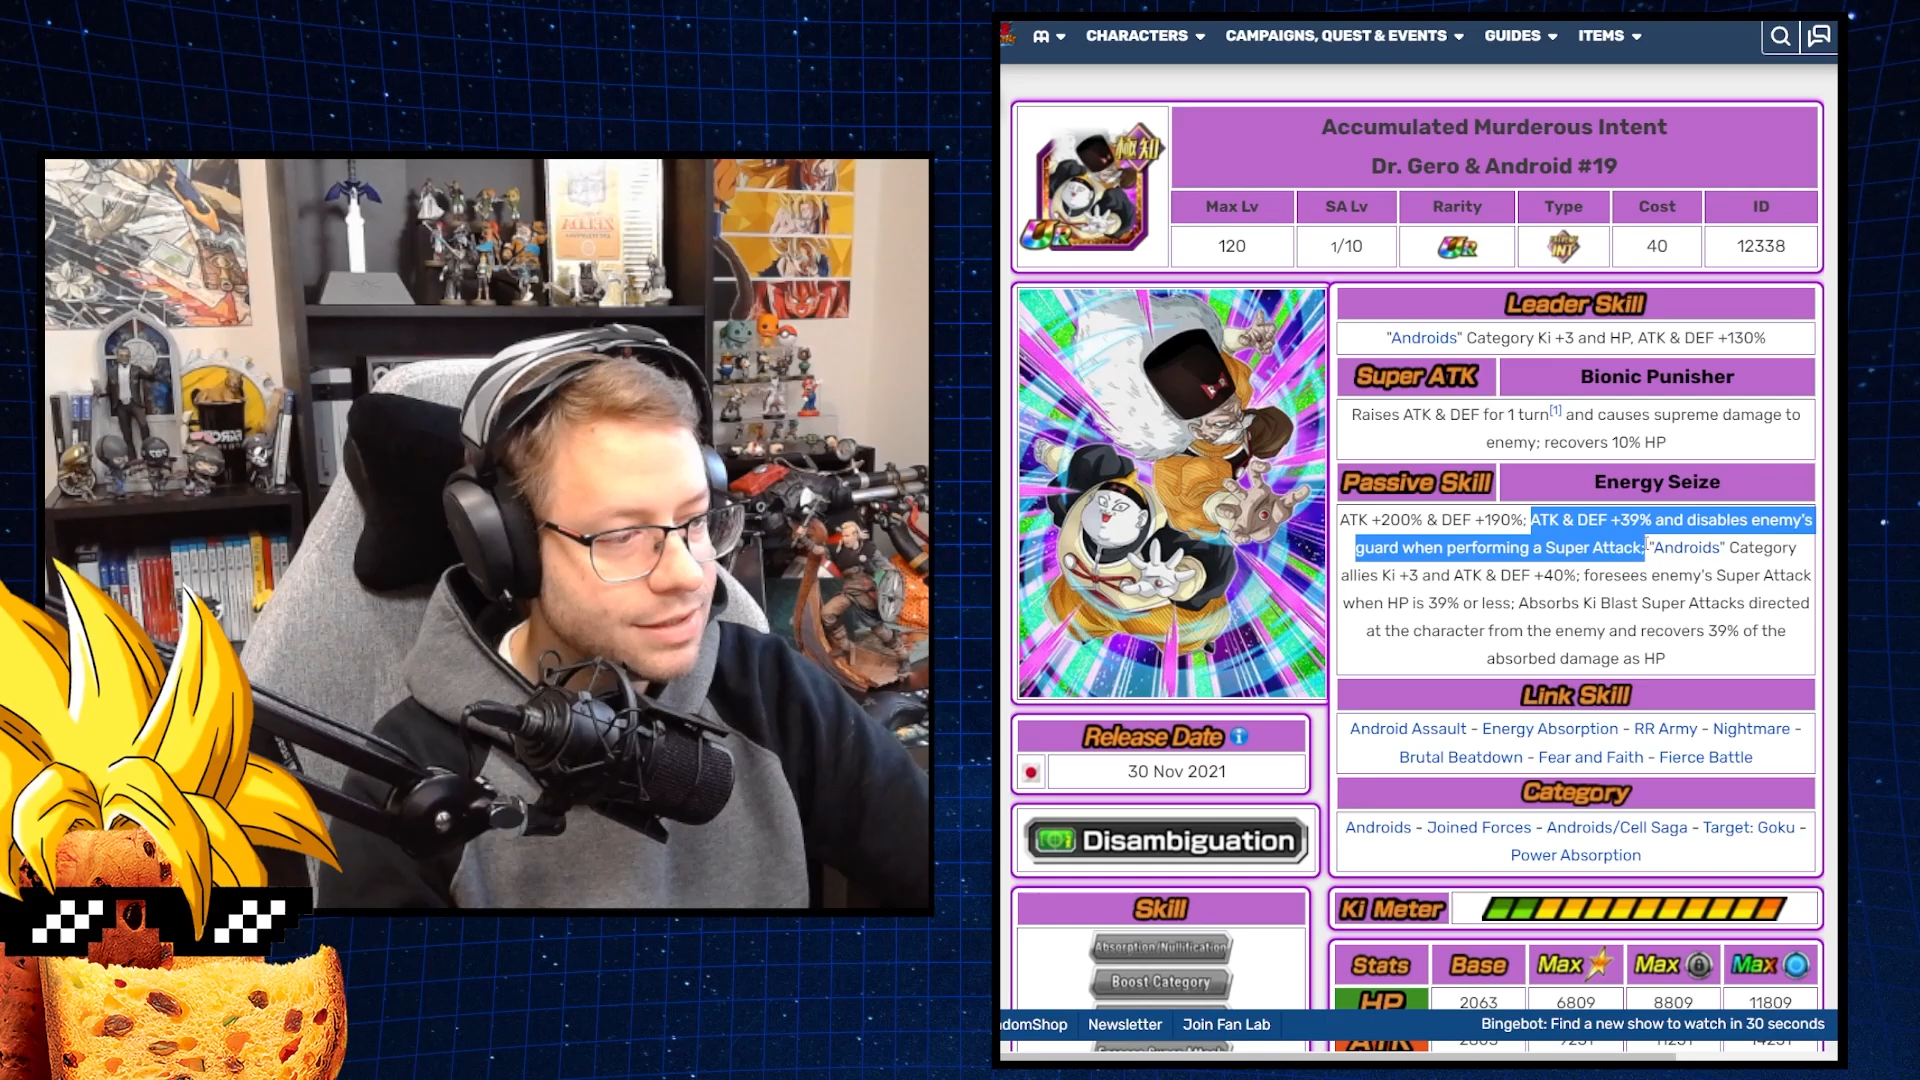 CHARACTERS
CAMPAIGNS, QUEST & EVENTS
GUIDES
ITEMS
Accumulated Murderous Intent
Dr. Gero & Android #19
Max Lv SA Lv Rarity Type Cost ID
120 1/10 UR INT 40 12338
極知
UR
Leader Skill
"Androids" Category Ki +3 and HP, ATK & DEF +130%
Super ATK Bionic Punisher
Raises ATK & DEF for 1 turn[1] and causes supreme damage to
enemy; recovers 10% HP
Passive Skill Energy Seize
ATK +200% & DEF +190%; ATK & DEF +39% and disables enemy's
guard when performing a Super Attack; "Androids" Category
allies Ki +3 and ATK & DEF +40%; foresees enemy's Super Attack
when HP is 39% or less; Absorbs Ki Blast Super Attacks directed
at the character from the enemy and recovers 39% of the
absorbed damage as HP
Link Skill
Android Assault - Energy Absorption - RR Army - Nightmare -
Brutal Beatdown - Fear and Faith - Fierce Battle
Category
Androids - Joined Forces - Androids/Cell Saga - Target: Goku -
Power Absorption
Release Date
30 Nov 2021
Disambiguation
Skill
Absorption/Nullification
Boost Category
Ki Meter
Stats Base Max Max Max
HP 2063 6809 8809 11809
ndomShop Newsletter Join Fan Lab
Bingebot: Find a new show to watch in 30 seconds
ZELDA